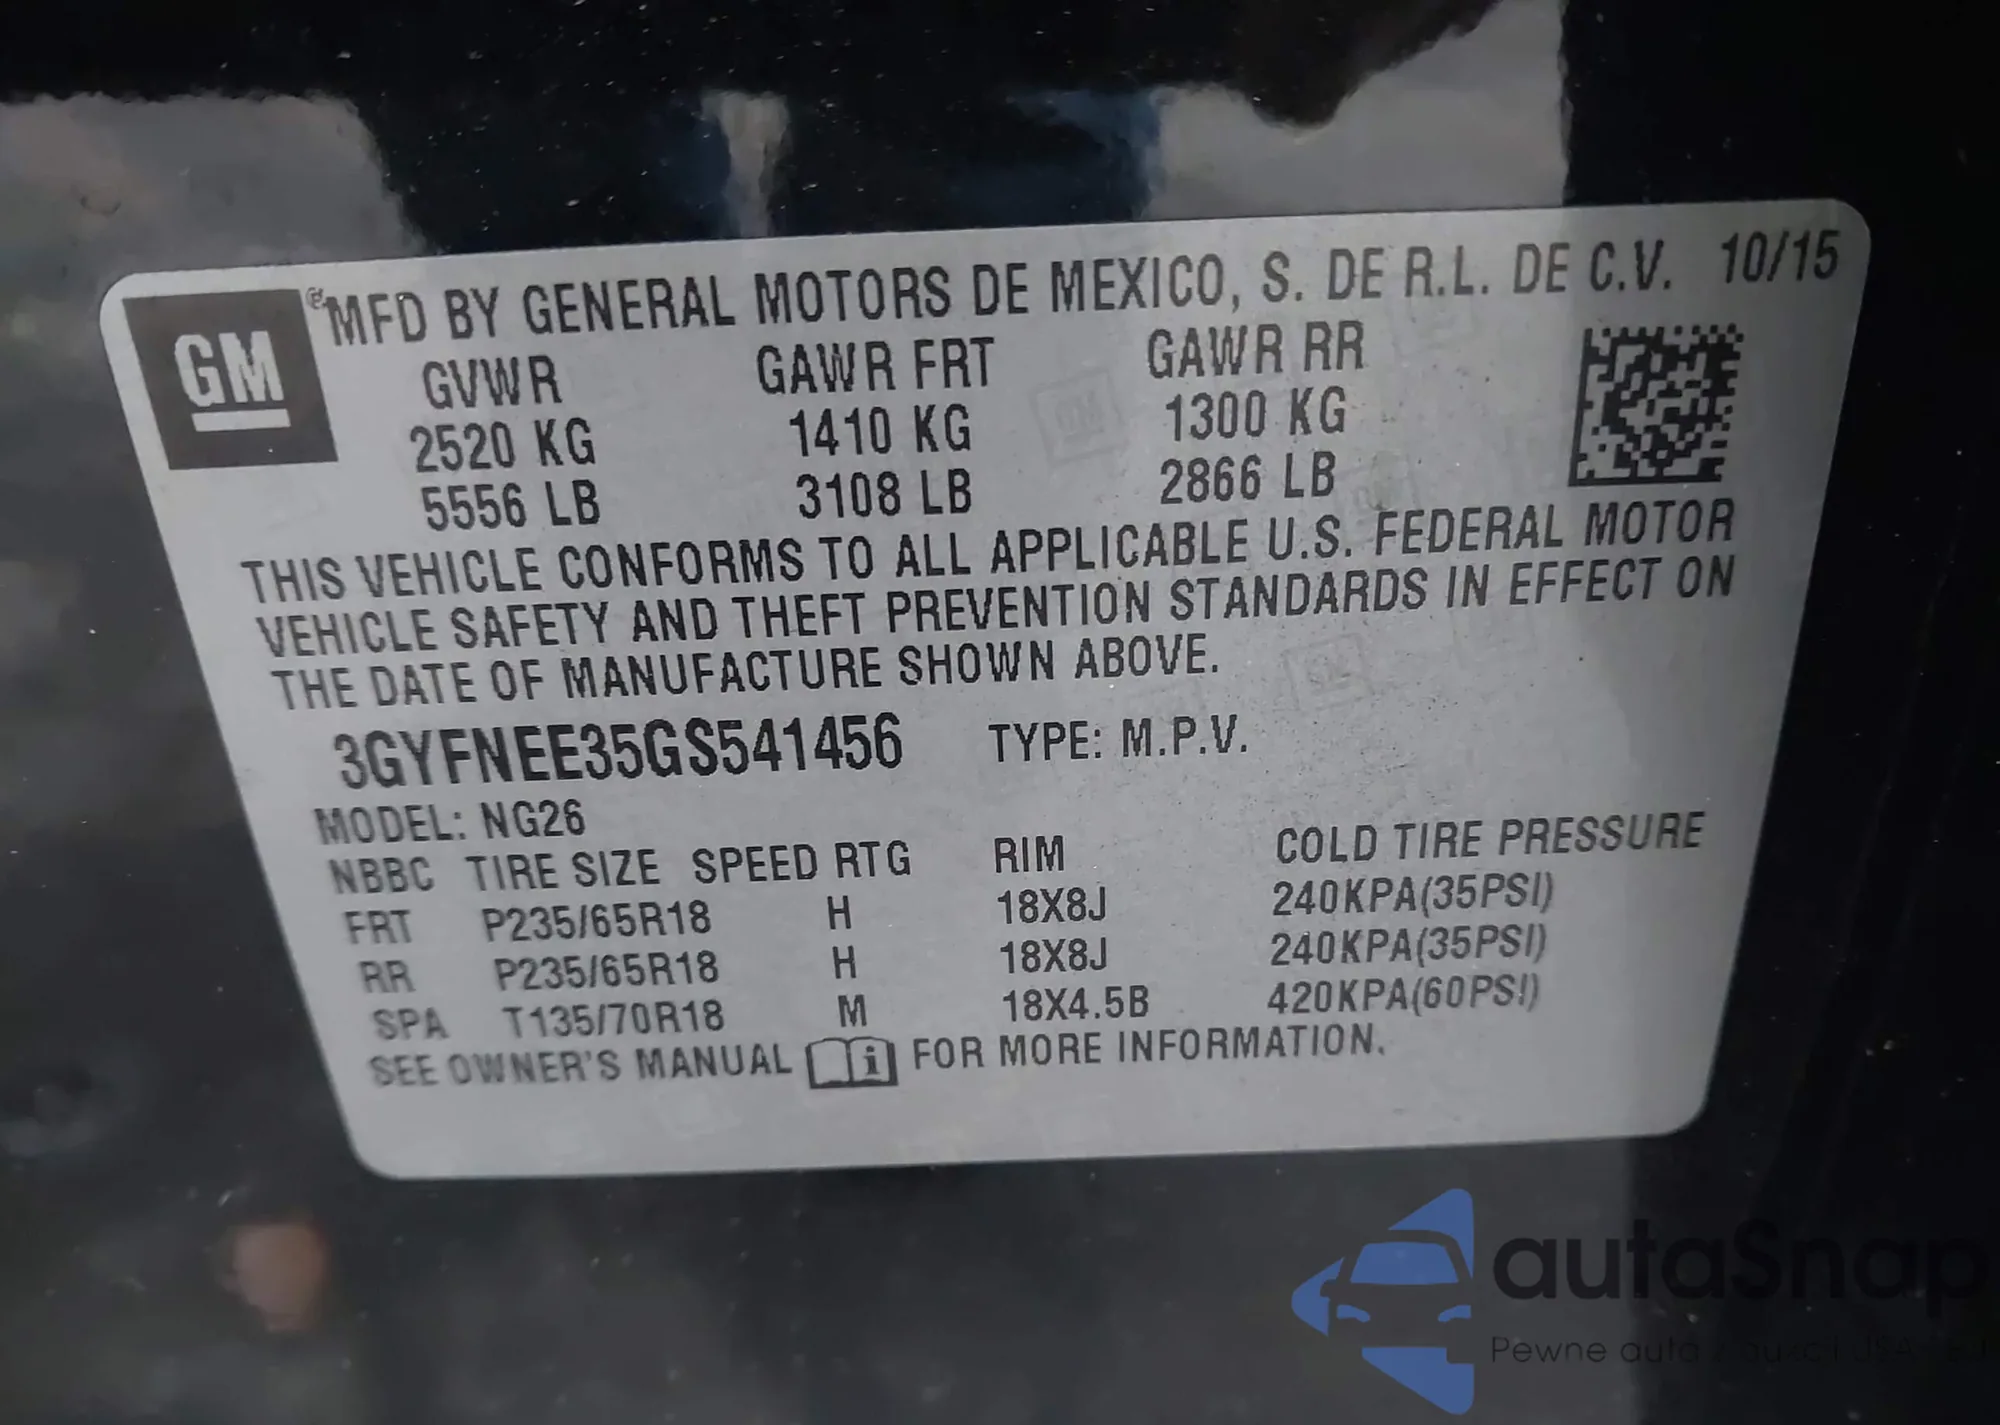 GM
® MFD BY GENERAL MOTORS DE MEXICO, S. DE R.L. DE C.V. 10/15
GVWR GAWR FRT GAWR RR
2520 KG 1410 KG 1300 KG
5556 LB 3108 LB 2866 LB
THIS VEHICLE CONFORMS TO ALL APPLICABLE U.S. FEDERAL MOTOR
VEHICLE SAFETY AND THEFT PREVENTION STANDARDS IN EFFECT ON
THE DATE OF MANUFACTURE SHOWN ABOVE.
3GYFNEE35GS541456 TYPE: M.P.V.
MODEL: NG26
NBBC TIRE SIZE SPEED RTG RIM COLD TIRE PRESSURE
FRT P235/65R18 H 18X8J 240KPA(35PSI)
RR P235/65R18 H 18X8J 240KPA(35PSI)
SPA T135/70R18 M 18X4.5B 420KPA(60PSI)
SEE OWNER'S MANUAL i FOR MORE INFORMATION.
autaSnap
Pewne auta z aukcji USA